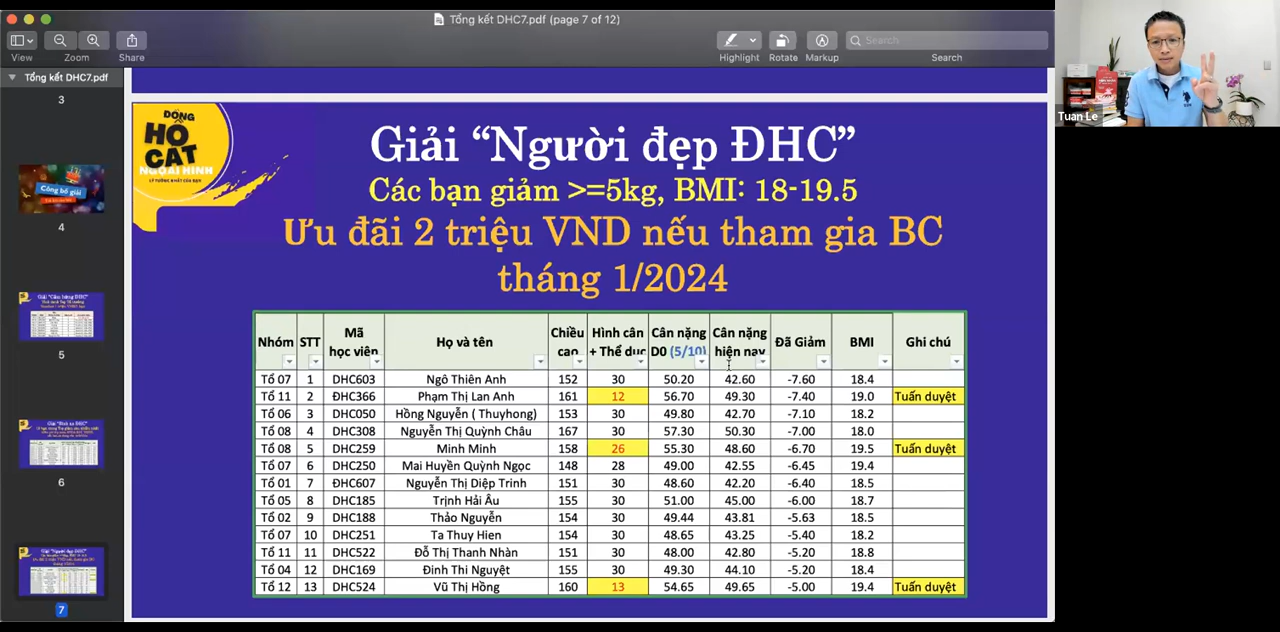 Tổng kết DHC7.pdf (page 7 of 12)
View
Zoom
Share
Highlight
Rotate
Markup
Search
Search
Tổng kết DHC7.pdf
3
Công bố giải
4
5
6
7
Tuan Le
ĐỒNG
HỒ
CÁT
NGOẠI HÌNH
LÝ TƯỞNG NHẤT CỦA BẠN
Giải “Người đẹp ĐHC”
Các bạn giảm >=5kg, BMI: 18-19.5
Ưu đãi 2 triệu VND nếu tham gia BC
tháng 1/2024
Nhóm STT Mã học viên Họ và tên Chiều cao Hình cân + Thể dục Cân nặng D0 (5/10) Cân nặng hiện nay Đã Giảm BMI Ghi chú
Tổ 07 1 DHC603 Ngô Thiên Anh 152 30 50.20 42.60 -7.60 18.4
Tổ 11 2 ĐHC366 Phạm Thị Lan Anh 161 12 56.70 49.30 -7.40 19.0 Tuấn duyệt
Tổ 06 3 DHC050 Hồng Nguyễn ( Thuyhong) 153 30 49.80 42.70 -7.10 18.2
Tổ 08 4 DHC308 Nguyễn Thị Quỳnh Châu 167 30 57.30 50.30 -7.00 18.0
Tổ 08 5 DHC259 Minh Minh 158 26 55.30 48.60 -6.70 19.5 Tuấn duyệt
Tổ 07 6 DHC250 Mai Huyền Quỳnh Ngọc 148 28 49.00 42.55 -6.45 19.4
Tổ 01 7 ĐHC607 Nguyễn Thị Diệp Trinh 151 30 48.60 42.20 -6.40 18.5
Tổ 05 8 DHC185 Trịnh Hải Âu 155 30 51.00 45.00 -6.00 18.7
Tổ 02 9 DHC188 Thảo Nguyễn 154 30 49.44 43.81 -5.63 18.5
Tổ 07 10 DHC251 Ta Thuy Hien 154 30 48.65 43.25 -5.40 18.2
Tổ 11 11 DHC522 Đỗ Thị Thanh Nhàn 151 30 48.00 42.80 -5.20 18.8
Tổ 04 12 DHC169 Đinh Thi Nguyệt 155 30 49.30 44.10 -5.20 18.4
Tổ 12 13 DHC524 Vũ Thị Hồng 160 13 54.65 49.65 -5.00 19.4 Tuấn duyệt